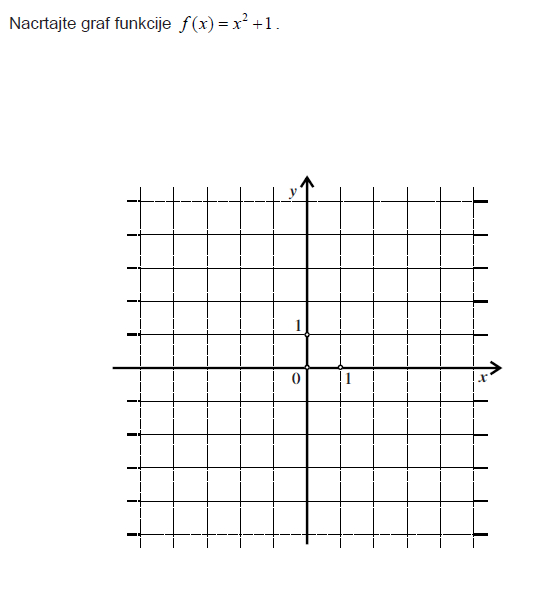 Nacrtajte graf funkcije f(x) = x² + 1.
y
1
0 1 x